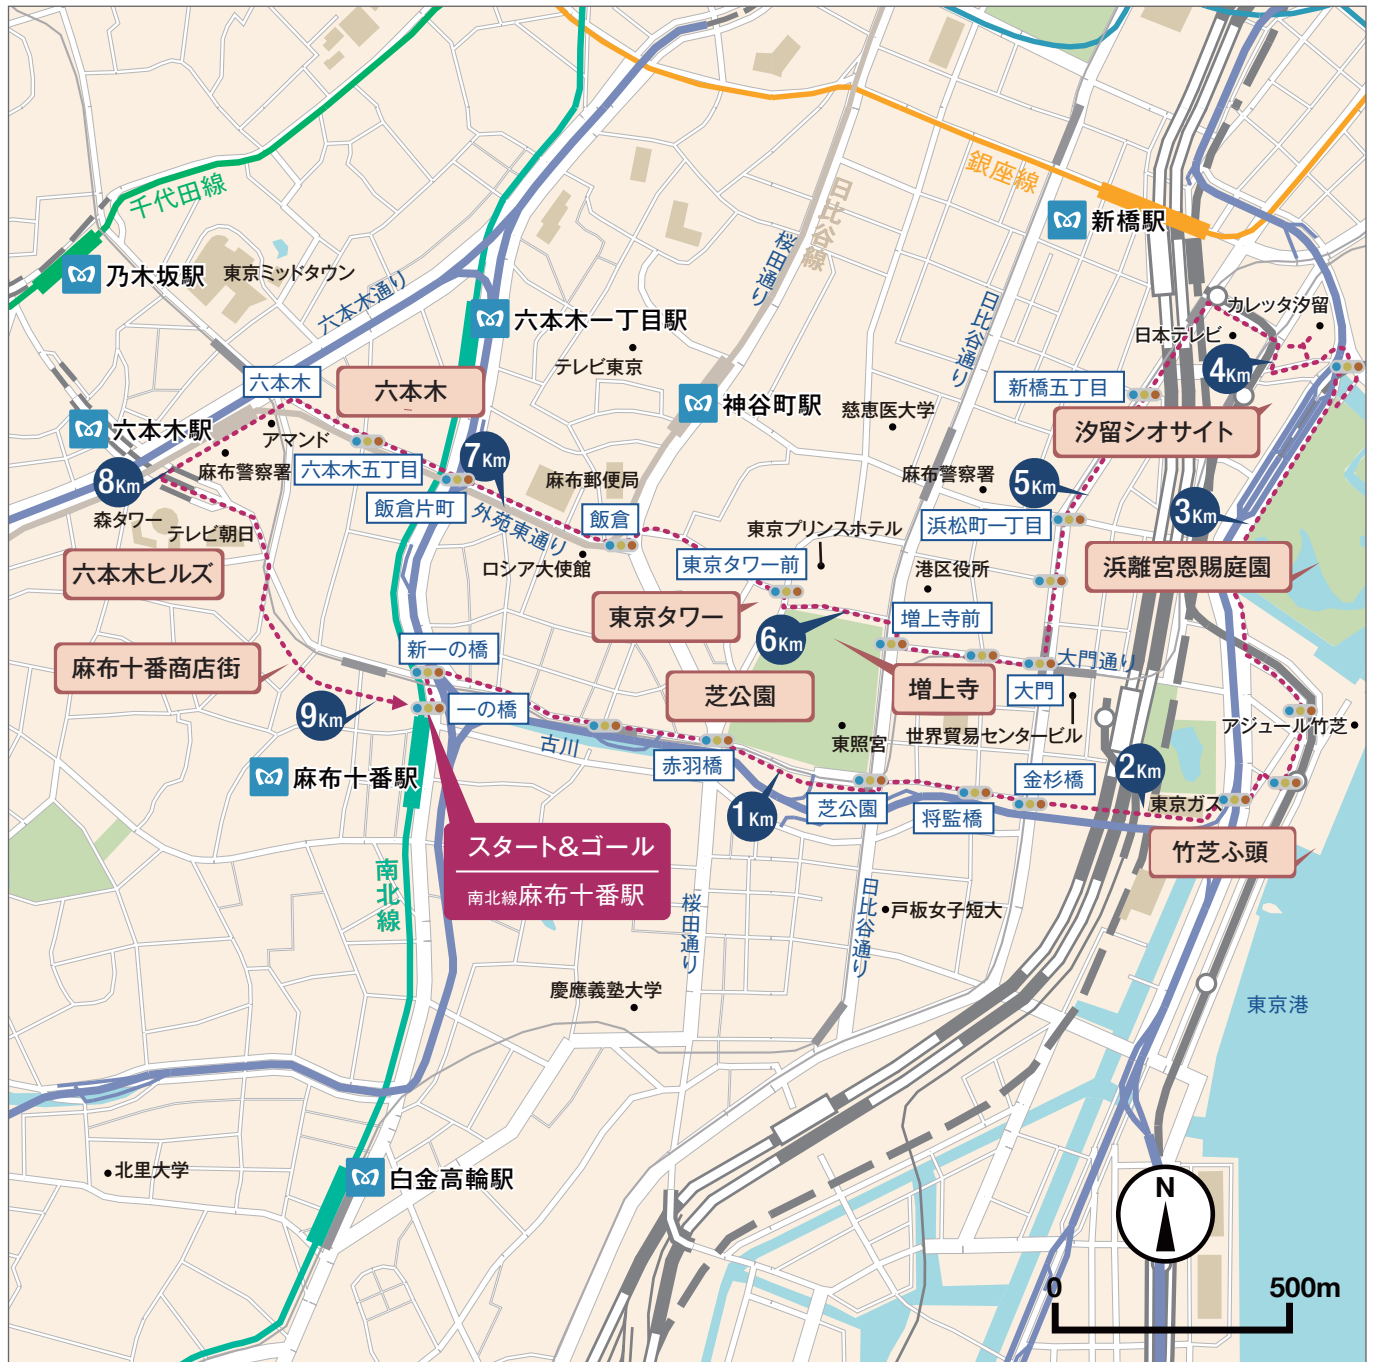 千代田線
銀座線
日比谷線
桜田通り
新橋駅
乃木坂駅
東京ミッドタウン
六本木通り
六本木一丁目駅
日比谷通り
カレッタ汐留
日本テレビ
テレビ東京
4Km
六本木
六本木
新橋五丁目
神谷町駅
慈恵医大学
汐留シオサイト
六本木駅
アマンド
麻布警察署
六本木五丁目
7Km
8Km
麻布郵便局
麻布警察署
5Km
3Km
飯倉片町
外苑東通り
飯倉
森タワー
テレビ朝日
東京プリンスホテル
浜松町一丁目
ロシア大使館
東京タワー前
港区役所
浜離宮恩賜庭園
六本木ヒルズ
東京タワー
6Km
増上寺前
新一の橋
大門通り
麻布十番商店街
芝公園
増上寺
大門
9Km
一の橋
古川
東照宮
世界貿易センタービル
アジュール竹芝
赤羽橋
麻布十番駅
1Km
芝公園
将監橋
金杉橋
2Km
東京ガス
スタート&ゴール
南北線麻布十番駅
竹芝ふ頭
南北線
桜田通り
日比谷通り
戸板女子短大
慶應義塾大学
東京港
北里大学
白金高輪駅
N
0
500m